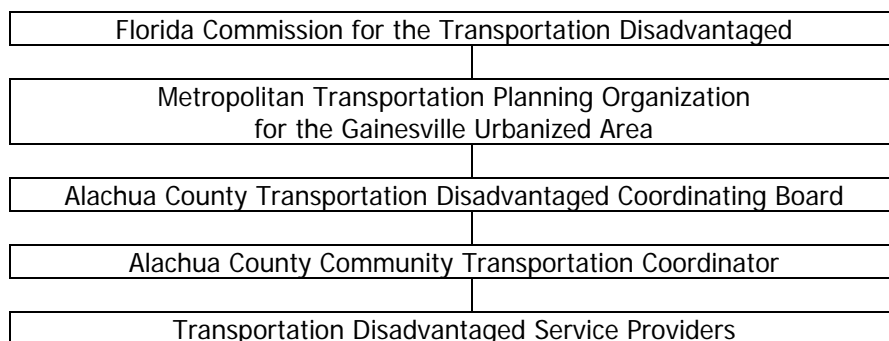 Florida Commission for the Transportation Disadvantaged
Metropolitan Transportation Planning Organization
for the Gainesville Urbanized Area
Alachua County Transportation Disadvantaged Coordinating Board
Alachua County Community Transportation Coordinator
Transportation Disadvantaged Service Providers